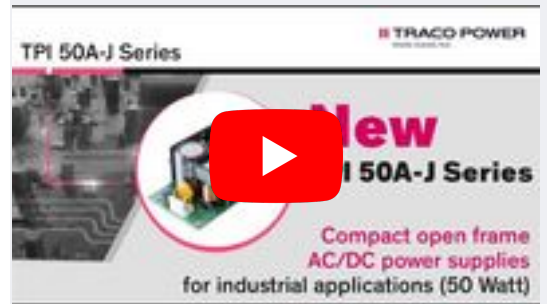 TRACO POWER
TPI 50A-J Series
New
I 50A-J Series
Compact open frame
AC/DC power supplies
for industrial applications (50 Watt)